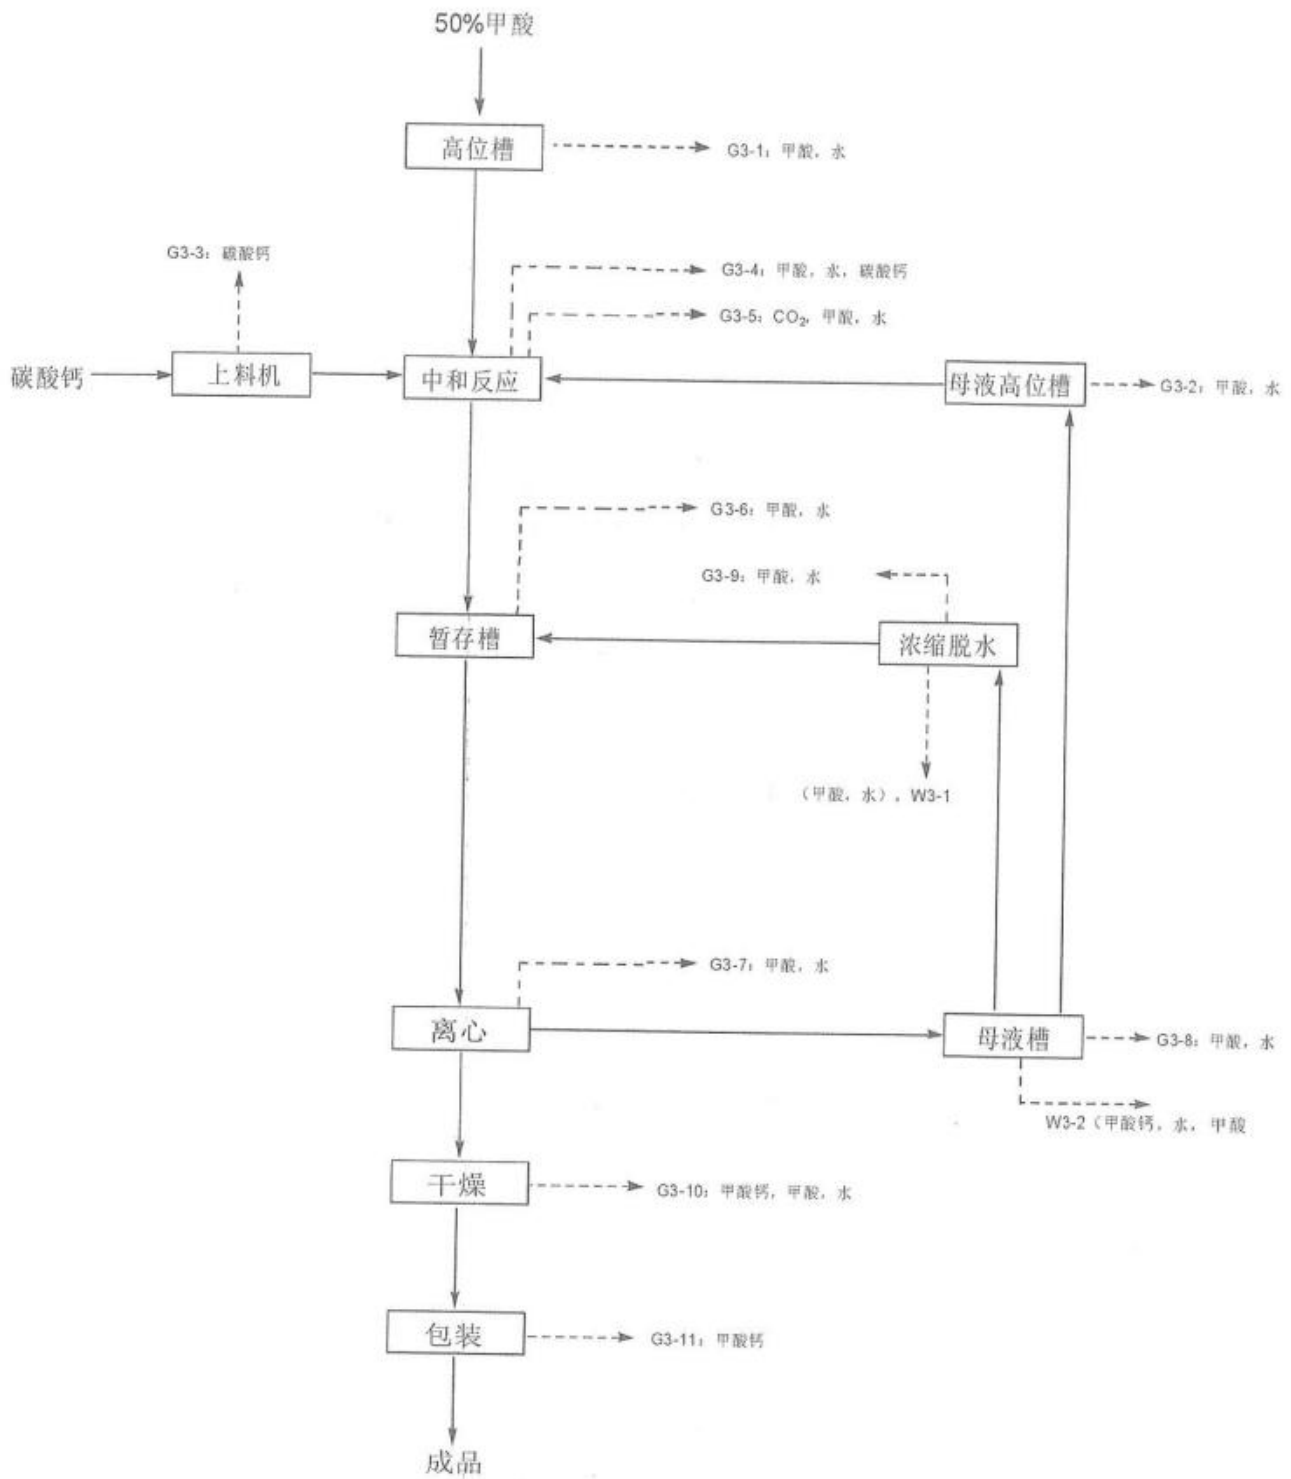 50%甲酸
高位槽
G3-1：甲酸，水
G3-3：碳酸钙
G3-4：甲酸，水，碳酸钙
G3-5：CO₂，甲酸，水
碳酸钙
上料机
中和反应
母液高位槽
G3-2：甲酸，水
G3-6：甲酸，水
G3-9：甲酸，水
暂存槽
浓缩脱水
（甲酸，水），W3-1
G3-7：甲酸，水
离心
母液槽
G3-8：甲酸，水
W3-2（甲酸钙，水，甲酸
干燥
G3-10：甲酸钙，甲酸，水
包装
G3-11：甲酸钙
成品